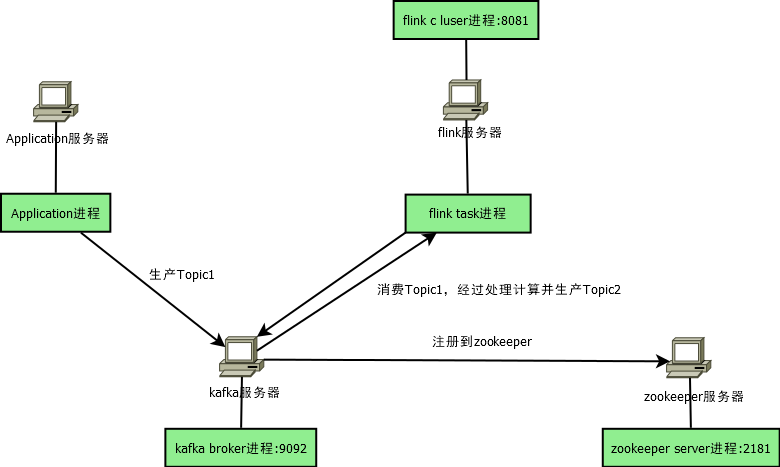 flink c luser进程:8081
Application服务器
flink服务器
Application进程
flink task进程
生产Topic1
消费Topic1，经过处理计算并生产Topic2
注册到zookeeper
kafka服务器
zookeeper服务器
kafka broker进程:9092
zookeeper server进程:2181